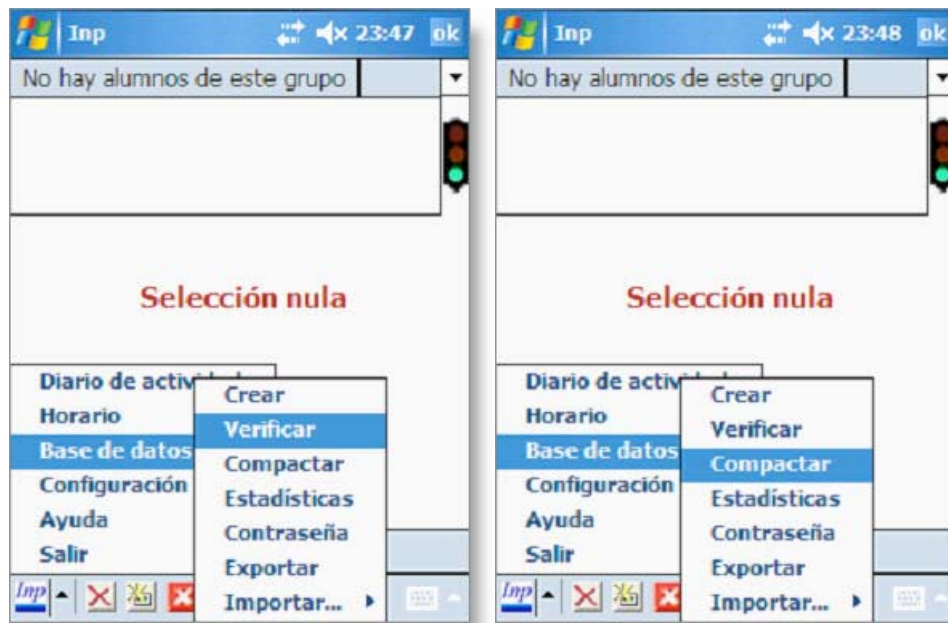 Inp 23:47 ok
No hay alumnos de este grupo
Selección nula
Diario de activ
Horario
Base de datos
Configuración
Ayuda
Salir
Crear
Verificar
Compactar
Estadísticas
Contraseña
Exportar
Importar...
Inp
Inp 23:48 ok
No hay alumnos de este grupo
Selección nula
Diario de activ
Horario
Base de datos
Configuración
Ayuda
Salir
Crear
Verificar
Compactar
Estadísticas
Contraseña
Exportar
Importar...
Inp